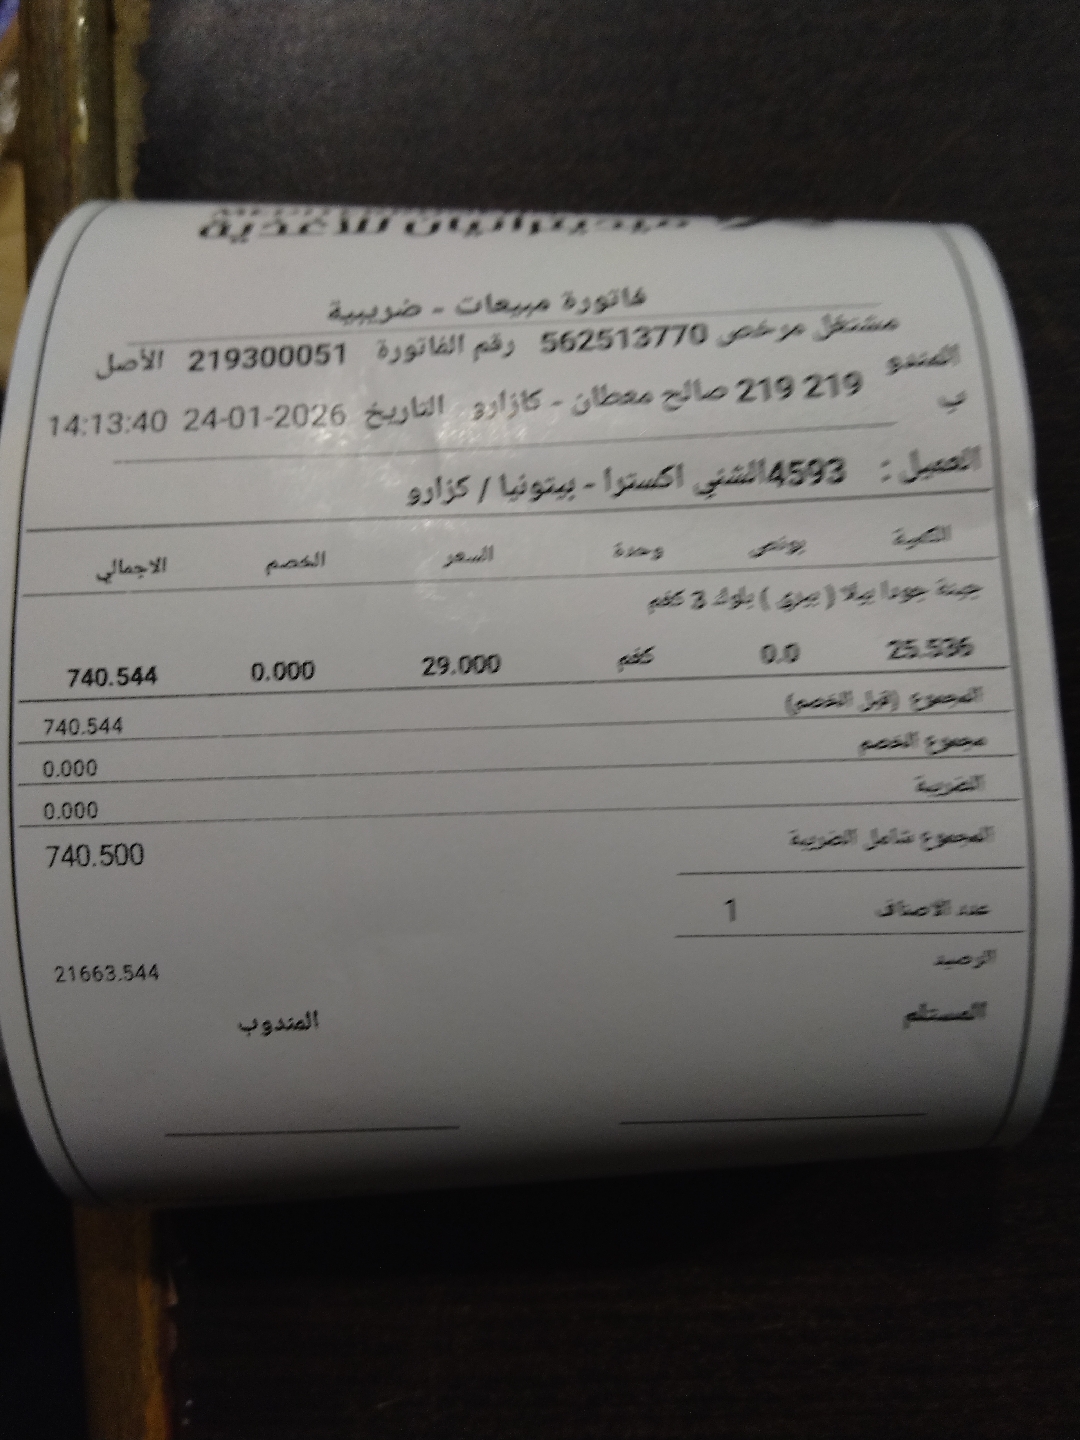 ميديترانيان للأغذية
فاتورة مبيعات - ضريبية
مشتغل مرخص 562513770 رقم الفاتورة 219300051 الأصل
المندوب 219 219 صالح معطان - كازارو التاريخ 24-01-2026 14:13:40
العميل : 4593الشني اكسترا - بيتونيا / كزارو
الكمية بونص وحدة السعر الخصم الاجمالي
جبنة جودا بيلا ( بيري ) بلوك 3 كغم
25.536 0.0 كغم 29.000 0.000 740.544
المجموع (قبل الخصم) 740.544
مجموع الخصم 0.000
الضريبة 0.000
المجموع شامل الضريبة 740.500
عدد الاصناف 1
الرصيد 21663.544
المستلم المندوب